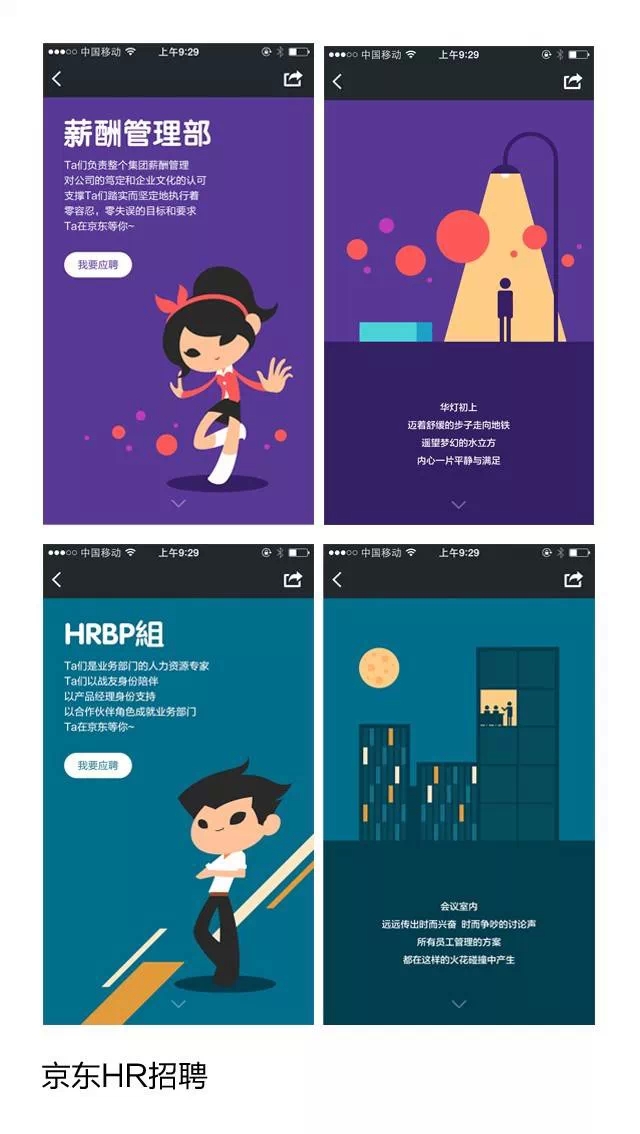 中国移动 上午9:29
薪酬管理部
Ta们负责整个集团薪酬管理
对公司的笃定和企业文化的认可
支撑Ta们踏实而坚定地执行着
零容忍，零失误的目标和要求
Ta在京东等你~
我要应聘
中国移动 上午9:29
华灯初上
迈着舒缓的步子走向地铁
遥望梦幻的水立方
内心一片平静与满足
中国移动 上午9:29
HRBP組
Ta们是业务部门的人力资源专家
Ta们以战友身份陪伴
以产品经理身份支持
以合作伙伴角色成就业务部门
Ta在京东等你~
我要应聘
中国移动 上午9:29
会议室内
远远传出时而兴奋 时而争吵的讨论声
所有员工管理的方案
都在这样的火花碰撞中产生
京东HR招聘